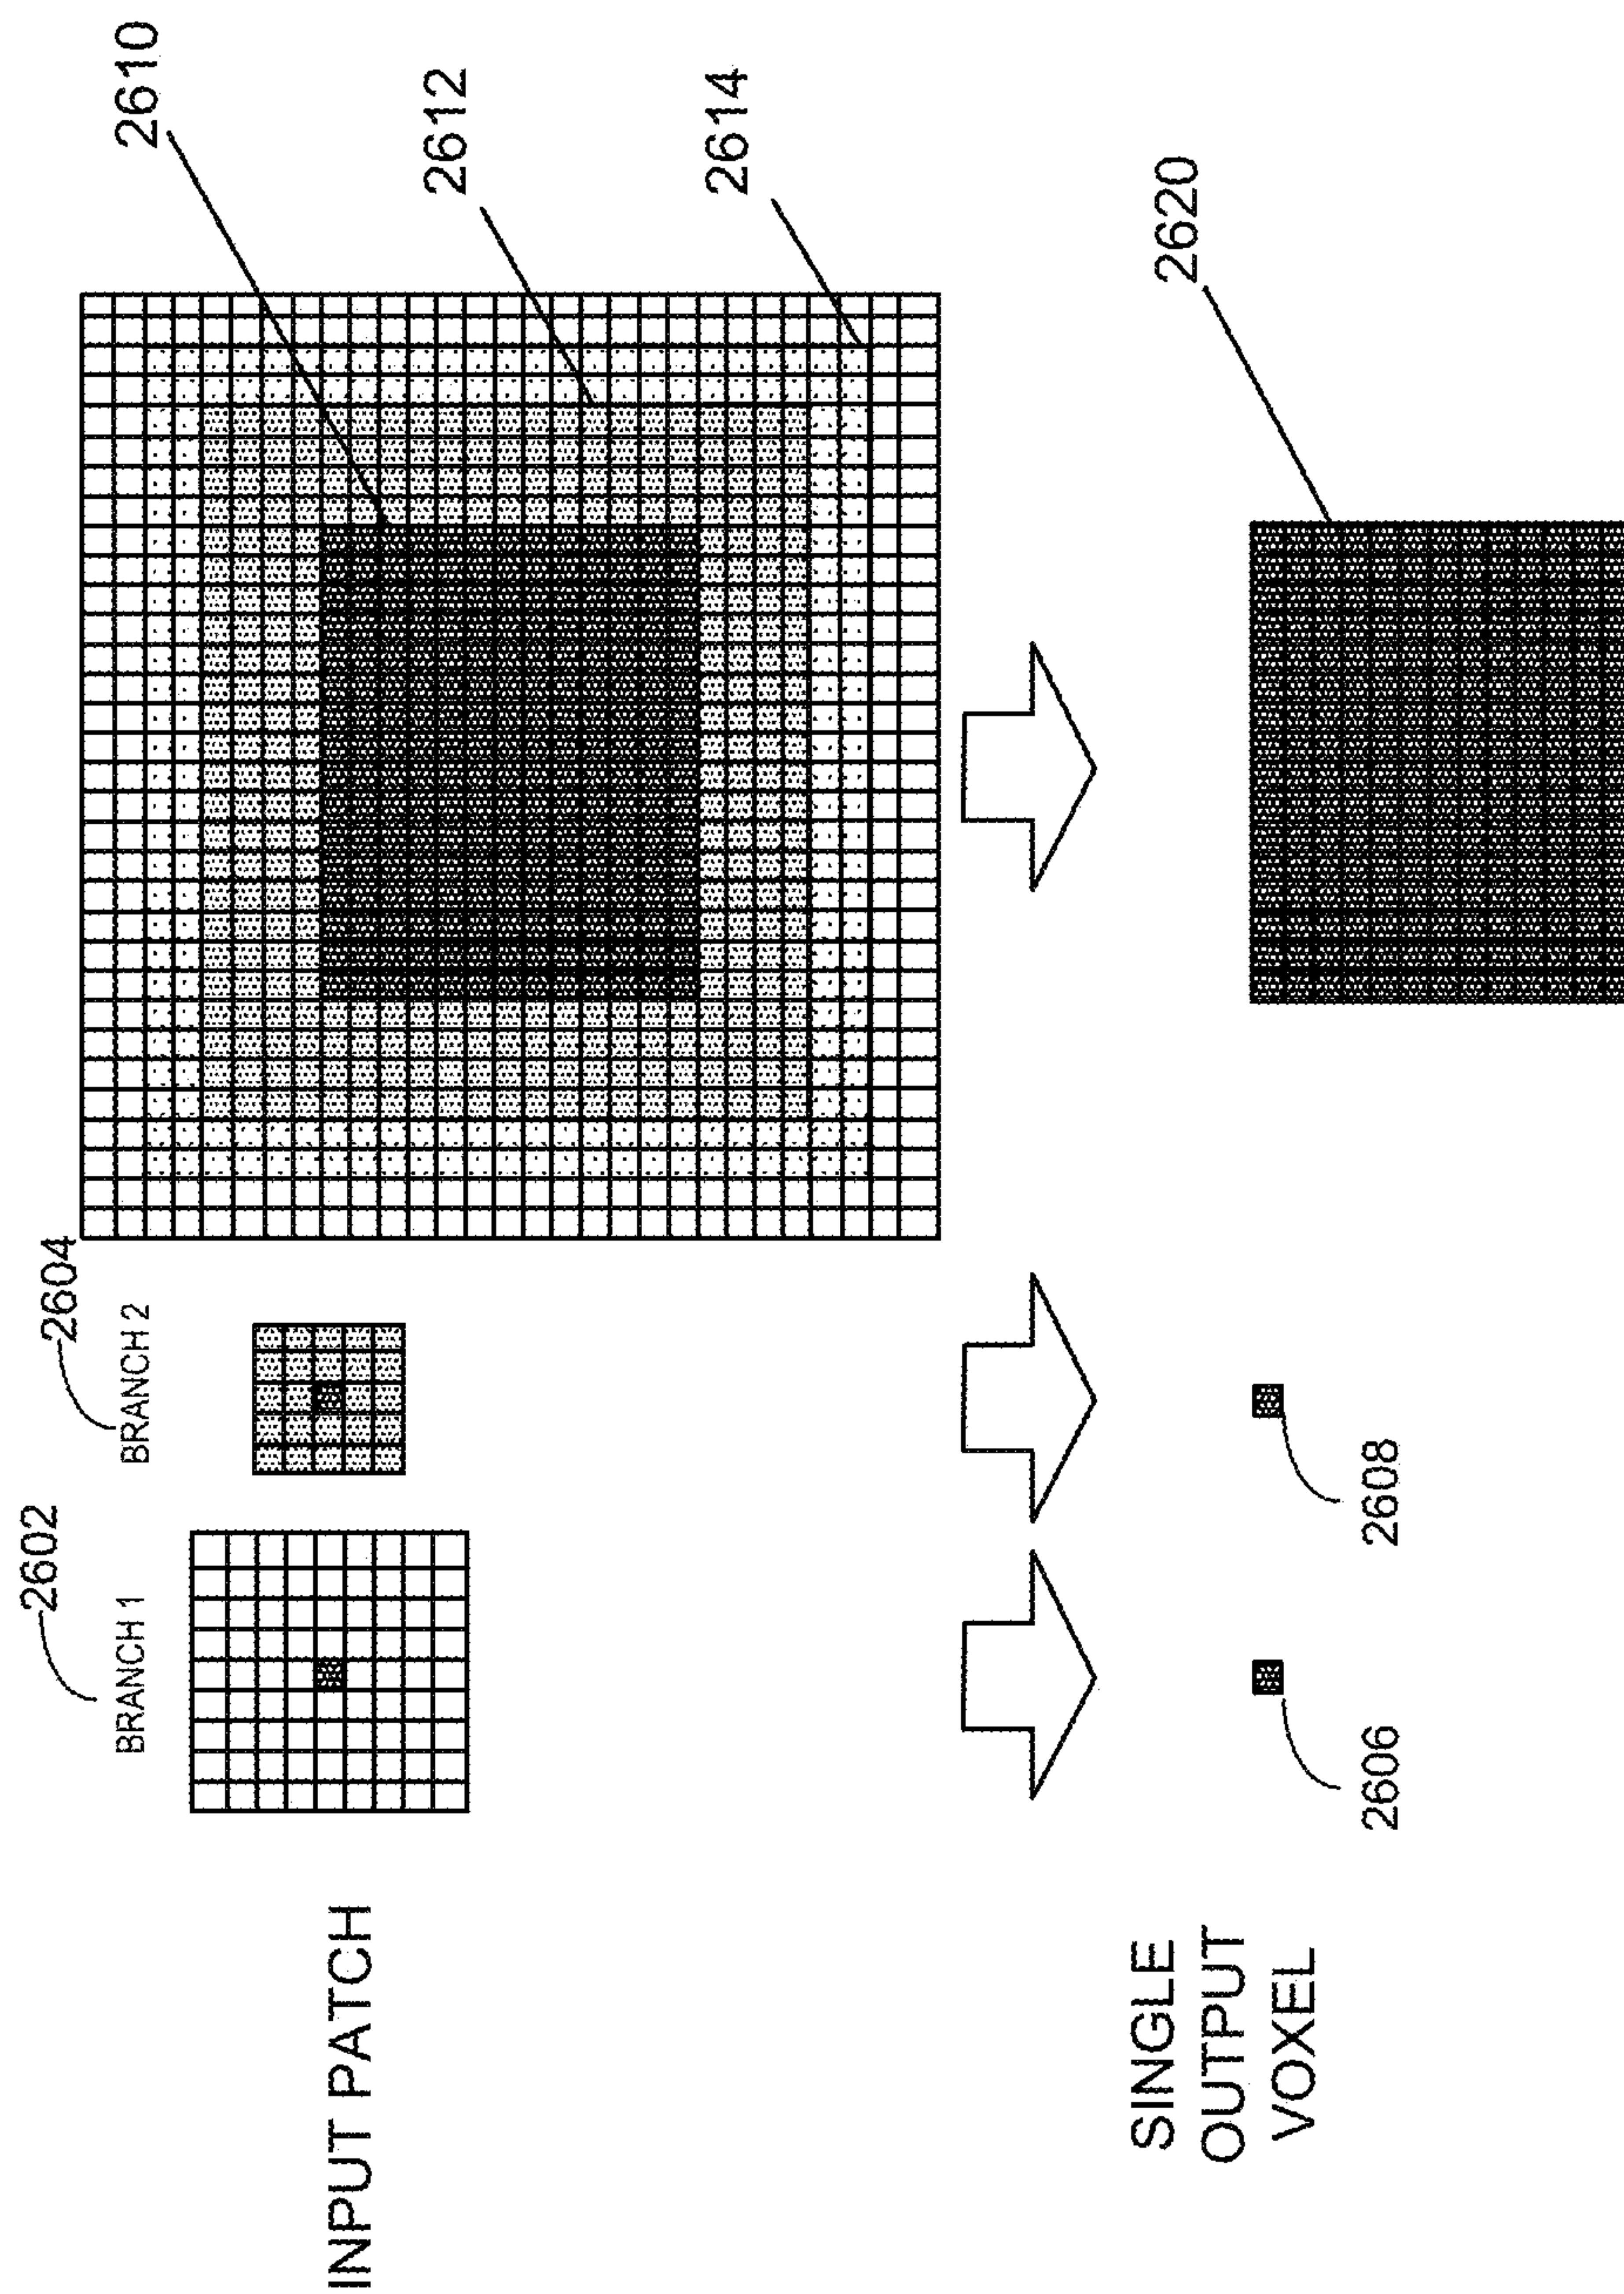 2602
BRANCH 1
2604
BRANCH 2
2610
2612
2614
INPUT PATCH
2620
SINGLE
OUTPUT
VOXEL
2606
2608